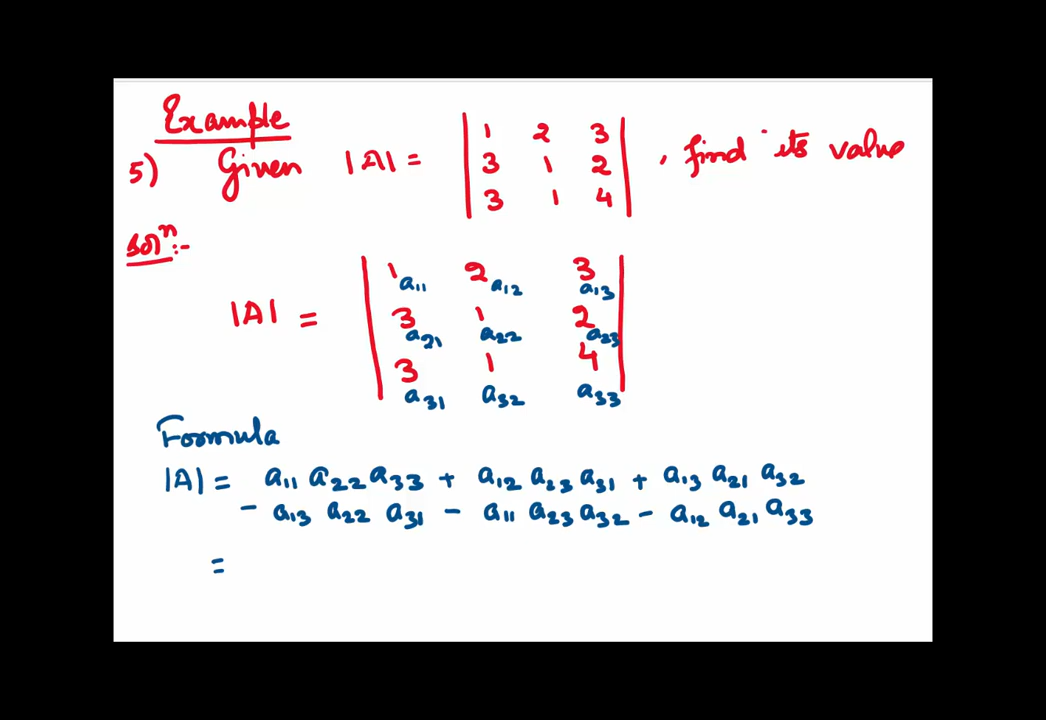 Example
5) Given |A| = | 1 2 3 | , find its value
| 3 1 2 |
| 3 1 4 |
Solⁿ:-
|A| = | 1 a₁₁ 2 a₁₂ 3 a₁₃ |
| 3 a₂₁ 1 a₂₂ 2 a₂₃ |
| 3 a₃₁ 1 a₃₂ 4 a₃₃ |
Formula
|A| = a₁₁ a₂₂ a₃₃ + a₁₂ a₂₃ a₃₁ + a₁₃ a₂₁ a₃₂
- a₁₃ a₂₂ a₃₁ - a₁₁ a₂₃ a₃₂ - a₁₂ a₂₁ a₃₃
=